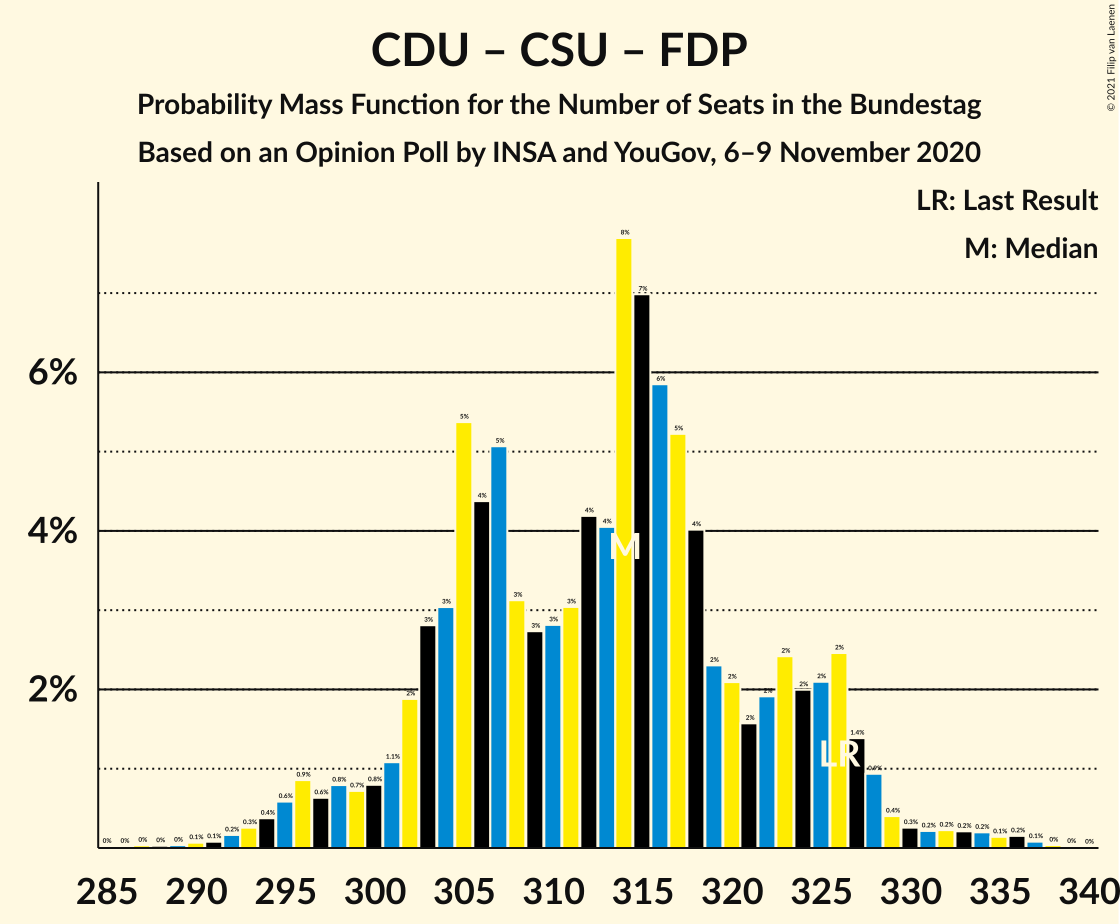 © 2021 Filip van Laenen
CDU – CSU – FDP
Probability Mass Function for the Number of Seats in the Bundestag
Based on an Opinion Poll by INSA and YouGov, 6–9 November 2020
LR: Last Result
M: Median
6%
4%
2%
0% 0% 0% 0% 0% 0.1% 0.1% 0.2% 0.3% 0.4% 0.6% 0.9% 0.6% 0.8% 0.7% 0.8% 1.1% 2% 3% 3% 5% 4% 5% 3% 3% 3% 3% 4% 4% 8% 7% 6% 5% 4% 2% 2% 2% 2% 2% 2% 2% 2% 1.4% 0.9% 0.4% 0.3% 0.2% 0.2% 0.2% 0.2% 0.1% 0.2% 0.1% 0% 0% 0%
M
LR
285 290 295 300 305 310 315 320 325 330 335 340